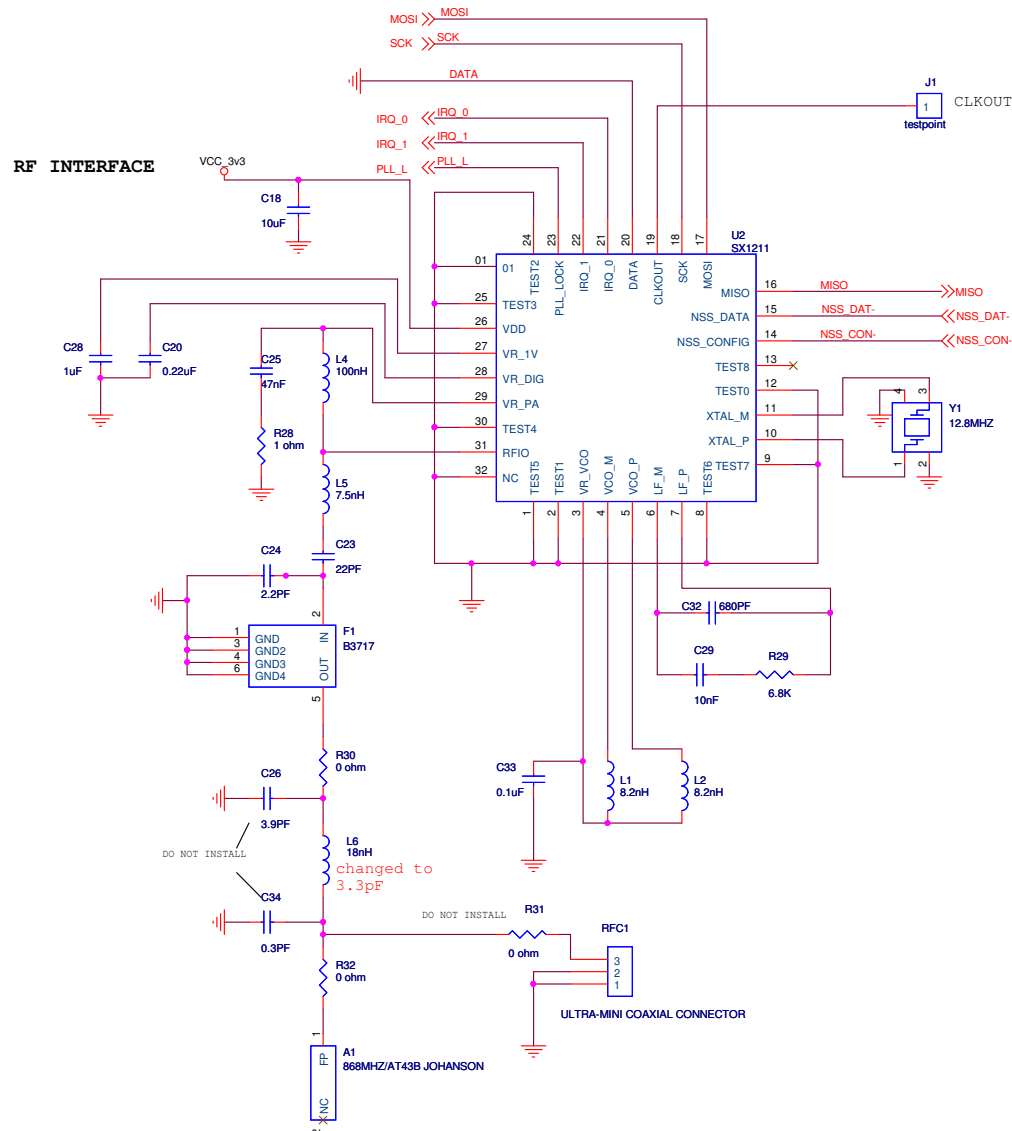 MOSI MOSI
SCK SCK
DATA
IRQ_0 IRQ_0
IRQ_1 IRQ_1
PLL_L PLL_L
J1
1
CLKOUT
testpoint
RF INTERFACE
VCC_3v3
C18
10uF
U2
SX1211
24 23 22 21 20 19 18 17
TEST2 PLL_LOCK IRQ_1 IRQ_0 DATA CLKOUT SCK MOSI
01 01
25 TEST3
26 VDD
27 VR_1V
28 VR_DIG
29 VR_PA
30 TEST4
31 RFIO
32 NC
MISO 16 MISO MISO
NSS_DATA 15 NSS_DAT- NSS_DAT-
NSS_CONFIG 14 NSS_CON- NSS_CON-
TEST8 13
TEST0 12
XTAL_M 11
XTAL_P 10
TEST7 9
TEST5 TEST1 VR_VCO VCO_M VCO_P LF_M LF_P TEST6
1 2 3 4 5 6 7 8
4 3
Y1
12.8MHZ
1 2
C28
1uF
C20
0.22uF
C25
47nF
L4
100nH
R28
1 ohm
L5
7.5nH
C23
22PF
C24
2.2PF
2
F1
B3717
1 GND
3 GND2
4 GND3
6 GND4
IN
OUT
5
C32 680PF
C29
10nF
R29
6.8K
R30
0 ohm
C26
3.9PF
C33
0.1uF
L1
8.2nH
L2
8.2nH
DO NOT INSTALL
L6
18nH
changed to
3.3pF
C34
0.3PF
DO NOT INSTALL
R31
0 ohm
RFC1
3
2
1
ULTRA-MINI COAXIAL CONNECTOR
R32
0 ohm
1
FP
NC
A1
868MHZ/AT43B JOHANSON